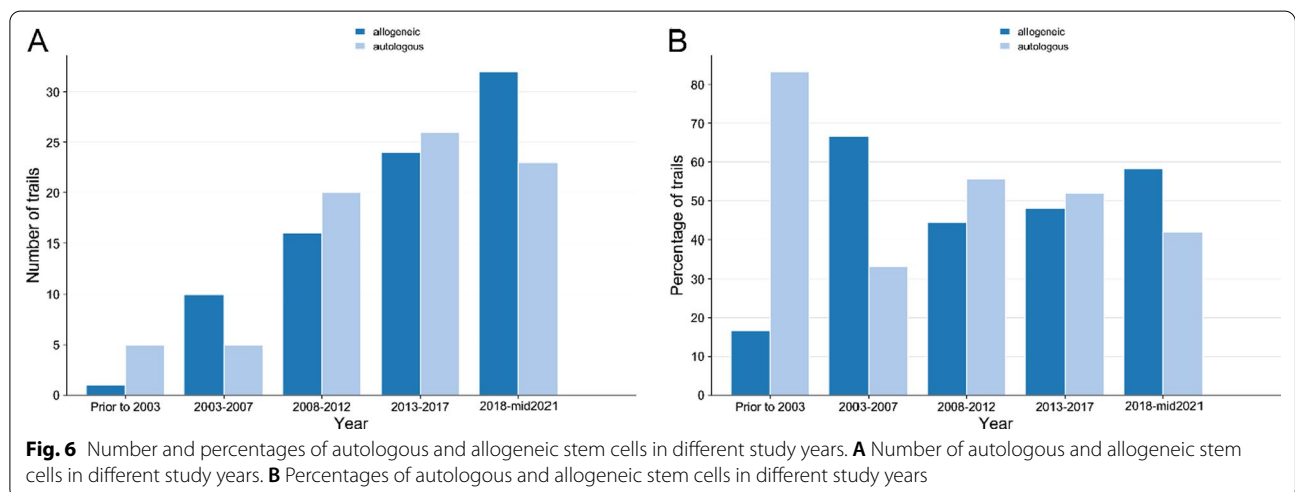 A
allogeneic
autologous
Number of trails
30
25
20
15
10
5
0
Prior to 2003
2003-2007
2008-2012
2013-2017
2018-mid2021
Year
B
allogeneic
autologous
Percentage of trails
80
70
60
50
40
30
20
10
0
Prior to 2003
2003-2007
2008-2012
2013-2017
2018-mid2021
Year
Fig. 6 Number and percentages of autologous and allogeneic stem cells in different study years. A Number of autologous and allogeneic stem
cells in different study years. B Percentages of autologous and allogeneic stem cells in different study years